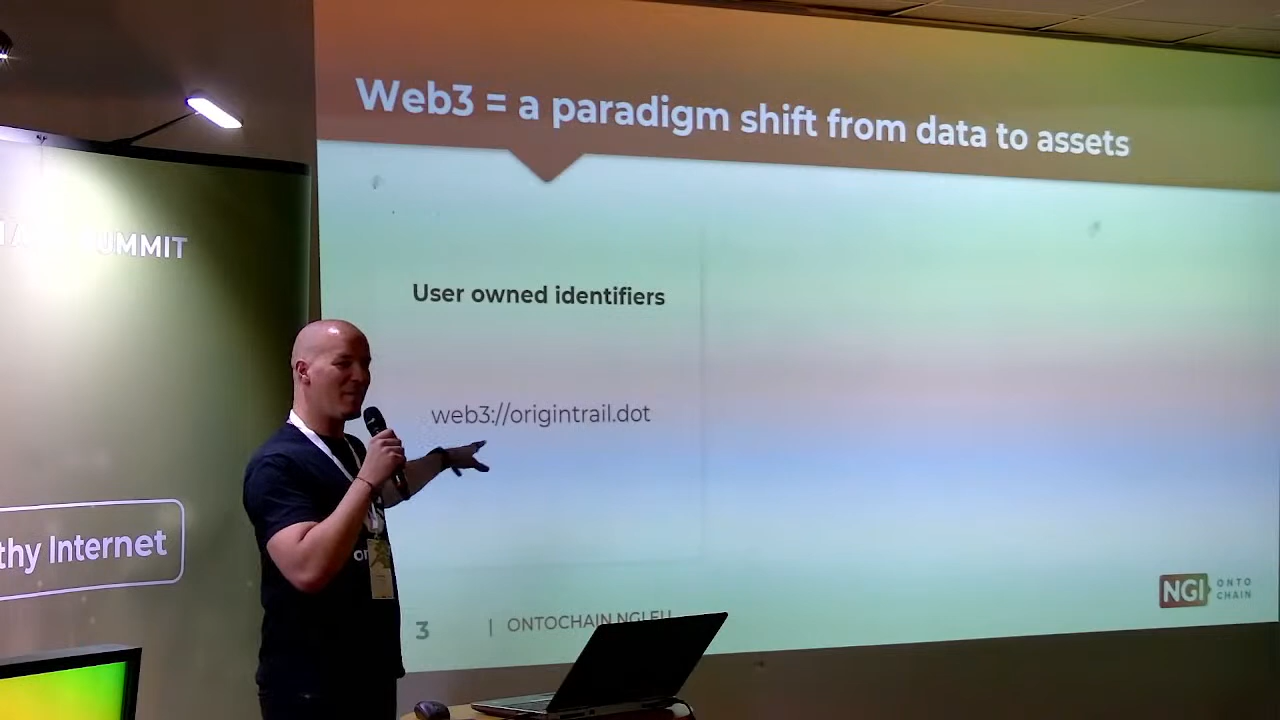 Web3 = a paradigm shift from data to assets
SUMMIT
User owned identifiers
web3://origintrail.dot
thy Internet
NGI
ONTO
CHAIN
3 | ONTOCHAIN.NGI.EU